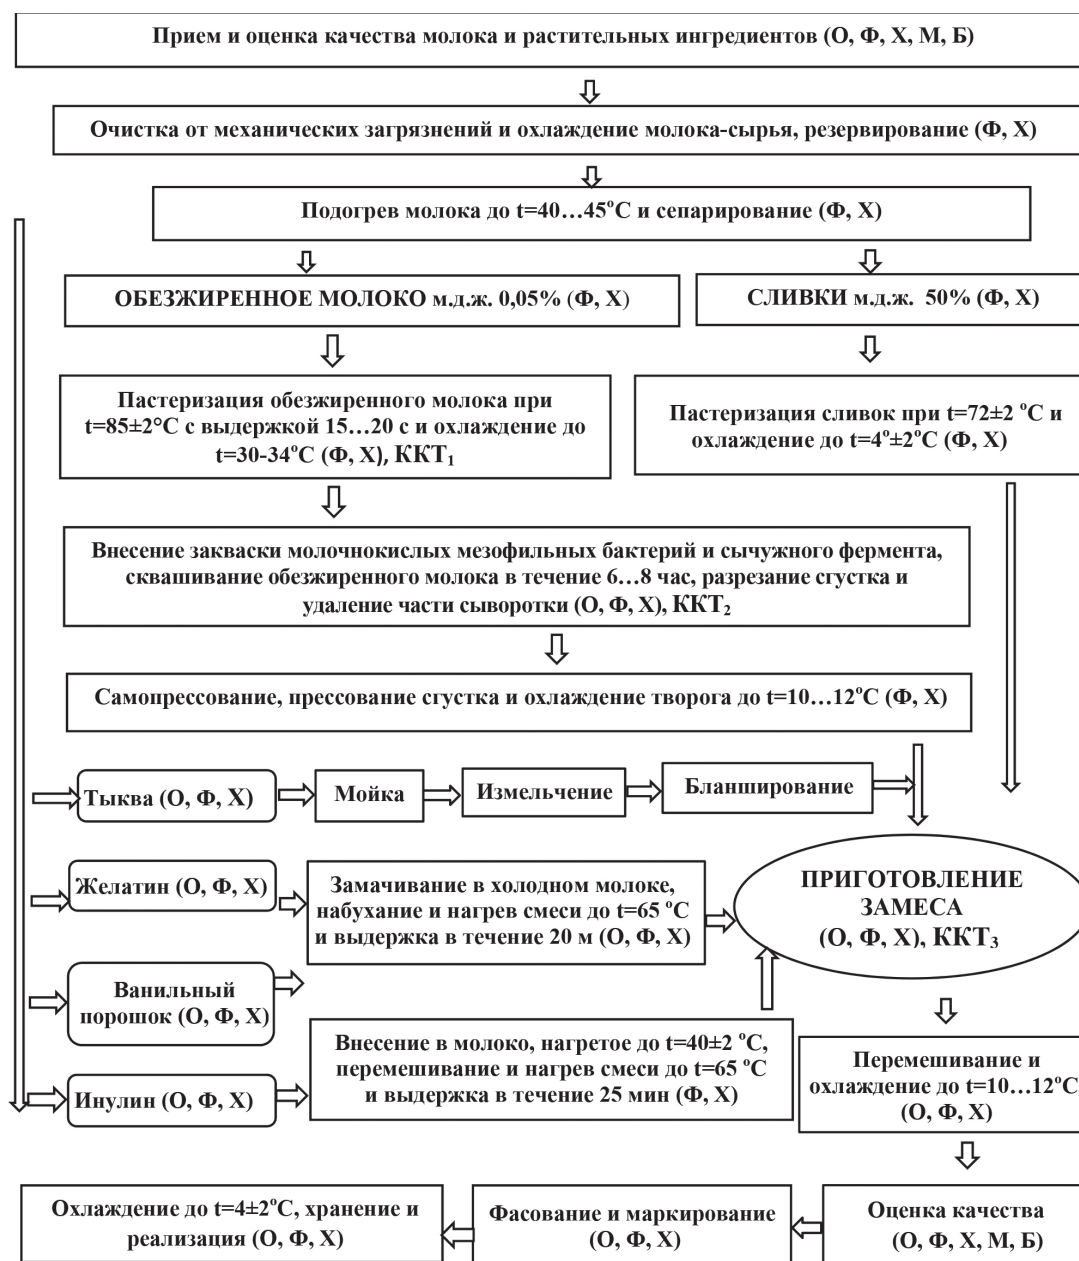 Прием и оценка качества молока и растительных ингредиентов (О, Ф, Х, М, Б)
Очистка от механических загрязнений и охлаждение молока-сырья, резервирование (Ф, Х)
Подогрев молока до t=40…45°С и сепарирование (Ф, Х)
ОБЕЗЖИРЕННОЕ МОЛОКО м.д.ж. 0,05% (Ф, Х)
СЛИВКИ м.д.ж. 50% (Ф, Х)
Пастеризация обезжиренного молока при
t=85±2°С с выдержкой 15…20 с и охлаждение до
t=30-34°С (Ф, Х), ККТ₁
Пастеризация сливок при t=72±2 °С и
охлаждение до t=4°±2°С (Ф, Х)
Внесение закваски молочнокислых мезофильных бактерий и сычужного фермента,
сквашивание обезжиренного молока в течение 6…8 час, разрезание сгустка и
удаление части сыворотки (О, Ф, Х), ККТ₂
Самопрессование, прессование сгустка и охлаждение творога до t=10…12°С (Ф, Х)
Тыква (О, Ф, Х)
Мойка
Измельчение
Бланширование
Желатин (О, Ф, Х)
Замачивание в холодном молоке,
набухание и нагрев смеси до t=65 °С
и выдержка в течение 20 м (О, Ф, Х)
ПРИГОТОВЛЕНИЕ
ЗАМЕСА
(О, Ф, Х), ККТ₃
Ванильный
порошок (О, Ф, Х)
Внесение в молоко, нагретое до t=40±2 °С,
перемешивание и нагрев смеси до t=65 °С
и выдержка в течение 25 мин (Ф, Х)
Инулин (О, Ф, Х)
Перемешивание и
охлаждение до t=10…12°С
(О, Ф, Х)
Охлаждение до t=4±2°С, хранение и
реализация (О, Ф, Х)
Фасование и маркирование
(О, Ф, Х)
Оценка качества
(О, Ф, Х, М, Б)